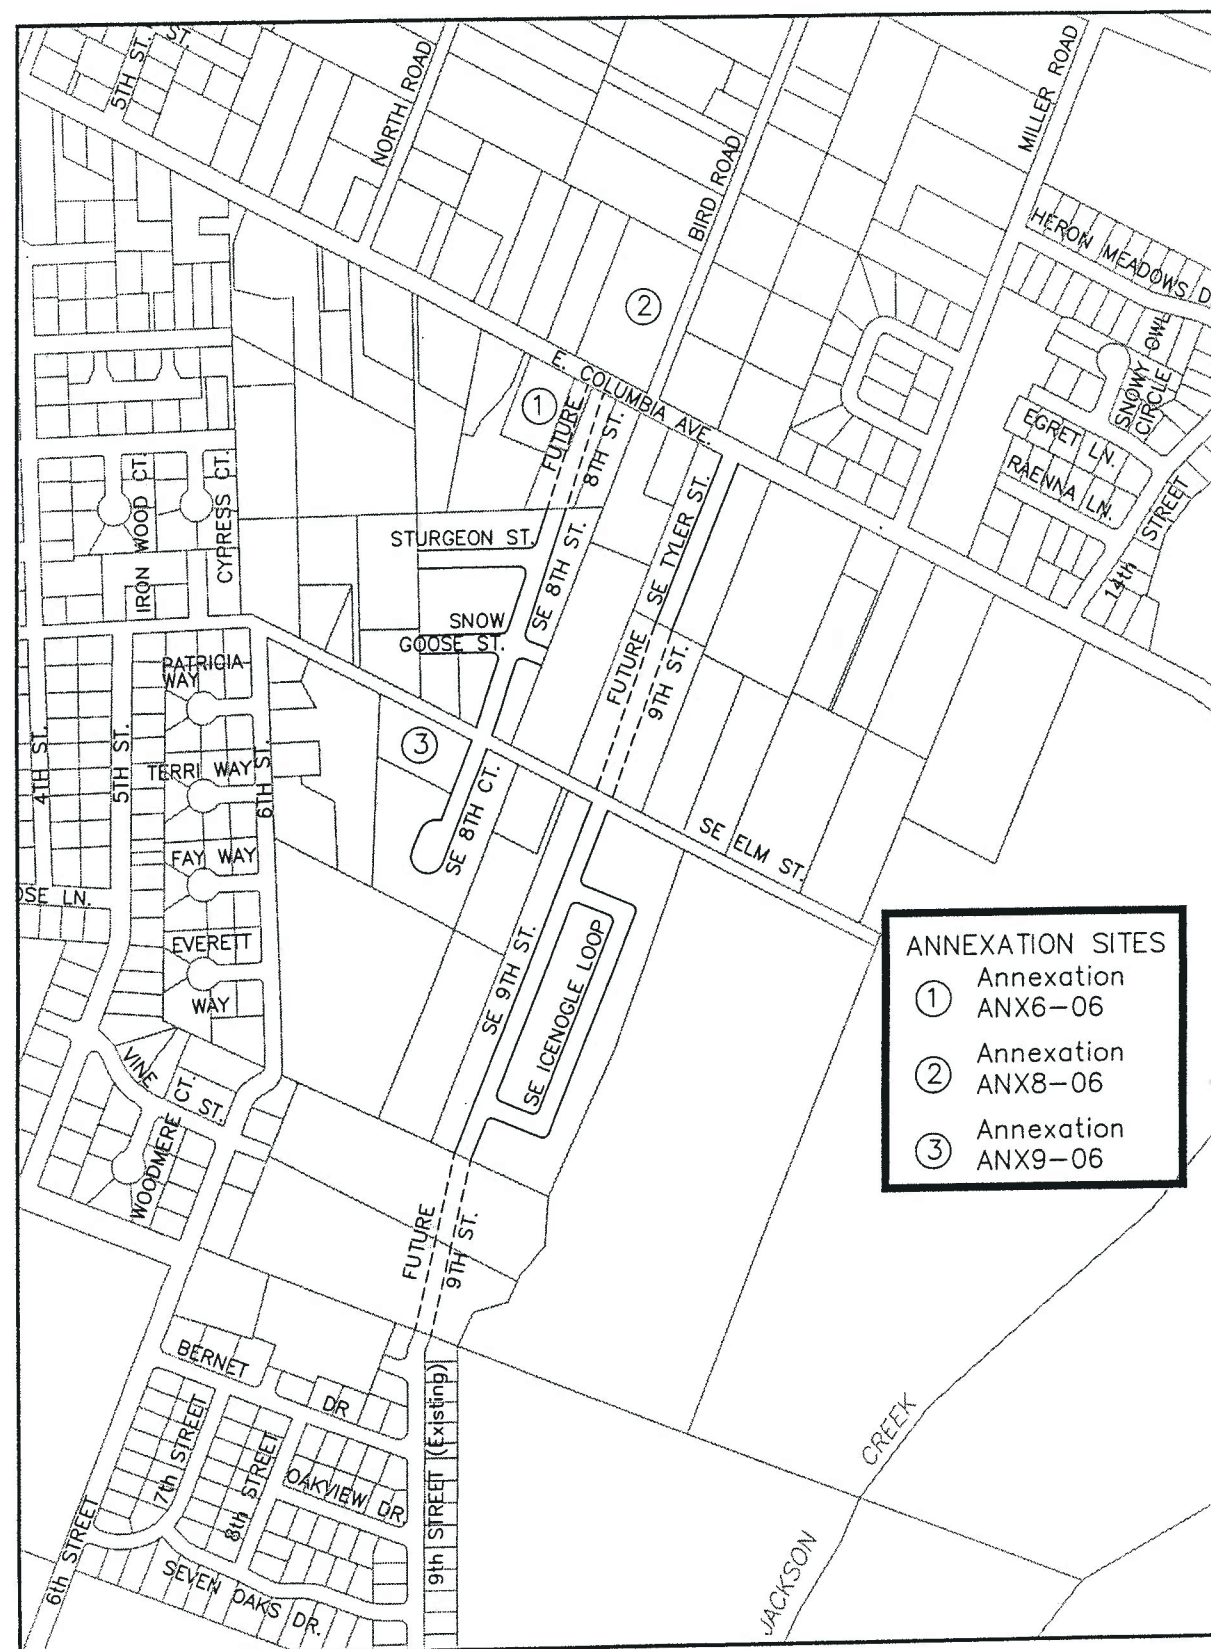 5TH ST.
ST.
NORTH ROAD
BIRD ROAD
MILLER ROAD
HERON MEADOWS D
SNOWY OWL
CIRCLE
EGRET LN.
RAENNA LN.
14th STREET
②
E. COLUMBIA AVE.
①
FUTURE
8TH ST.
IRON WOOD CT.
CYPRESS CT.
STURGEON ST.
SE 8TH ST.
SE TYLER ST.
SNOW
GOOSE ST.
FUTURE
9TH ST.
PATRICIA
WAY
4TH ST.
5TH ST.
TERRI WAY
6TH ST.
③
SE 8TH CT.
SE ELM ST.
FAY WAY
OSE LN.
EVERETT
WAY
SE 9TH ST.
SE ICENOGLE LOOP
ANNEXATION SITES
① Annexation
ANX6-06
② Annexation
ANX8-06
③ Annexation
ANX9-06
VINE ST.
WOODMERE CT.
FUTURE
9TH ST.
BERNET DR
7th STREET
8th STREET
OAKVIEW DR.
9th STREET (Existing)
6th STREET
SEVEN OAKS DR.
JACKSON CREEK